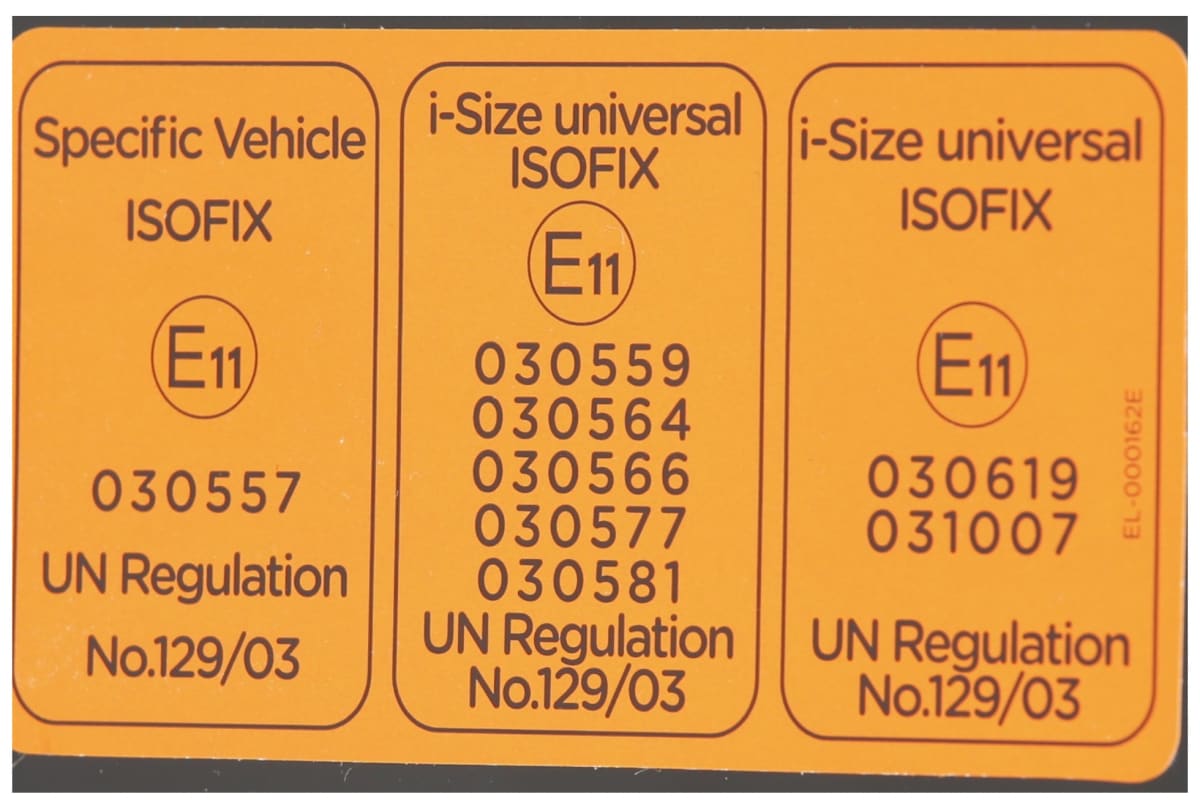 Specific Vehicle
ISOFIX
E11
030557
UN Regulation
No.129/03
i-Size universal
ISOFIX
E11
030559
030564
030566
030577
030581
UN Regulation
No.129/03
i-Size universal
ISOFIX
E11
030619
031007
UN Regulation
No.129/03
EL-000162E